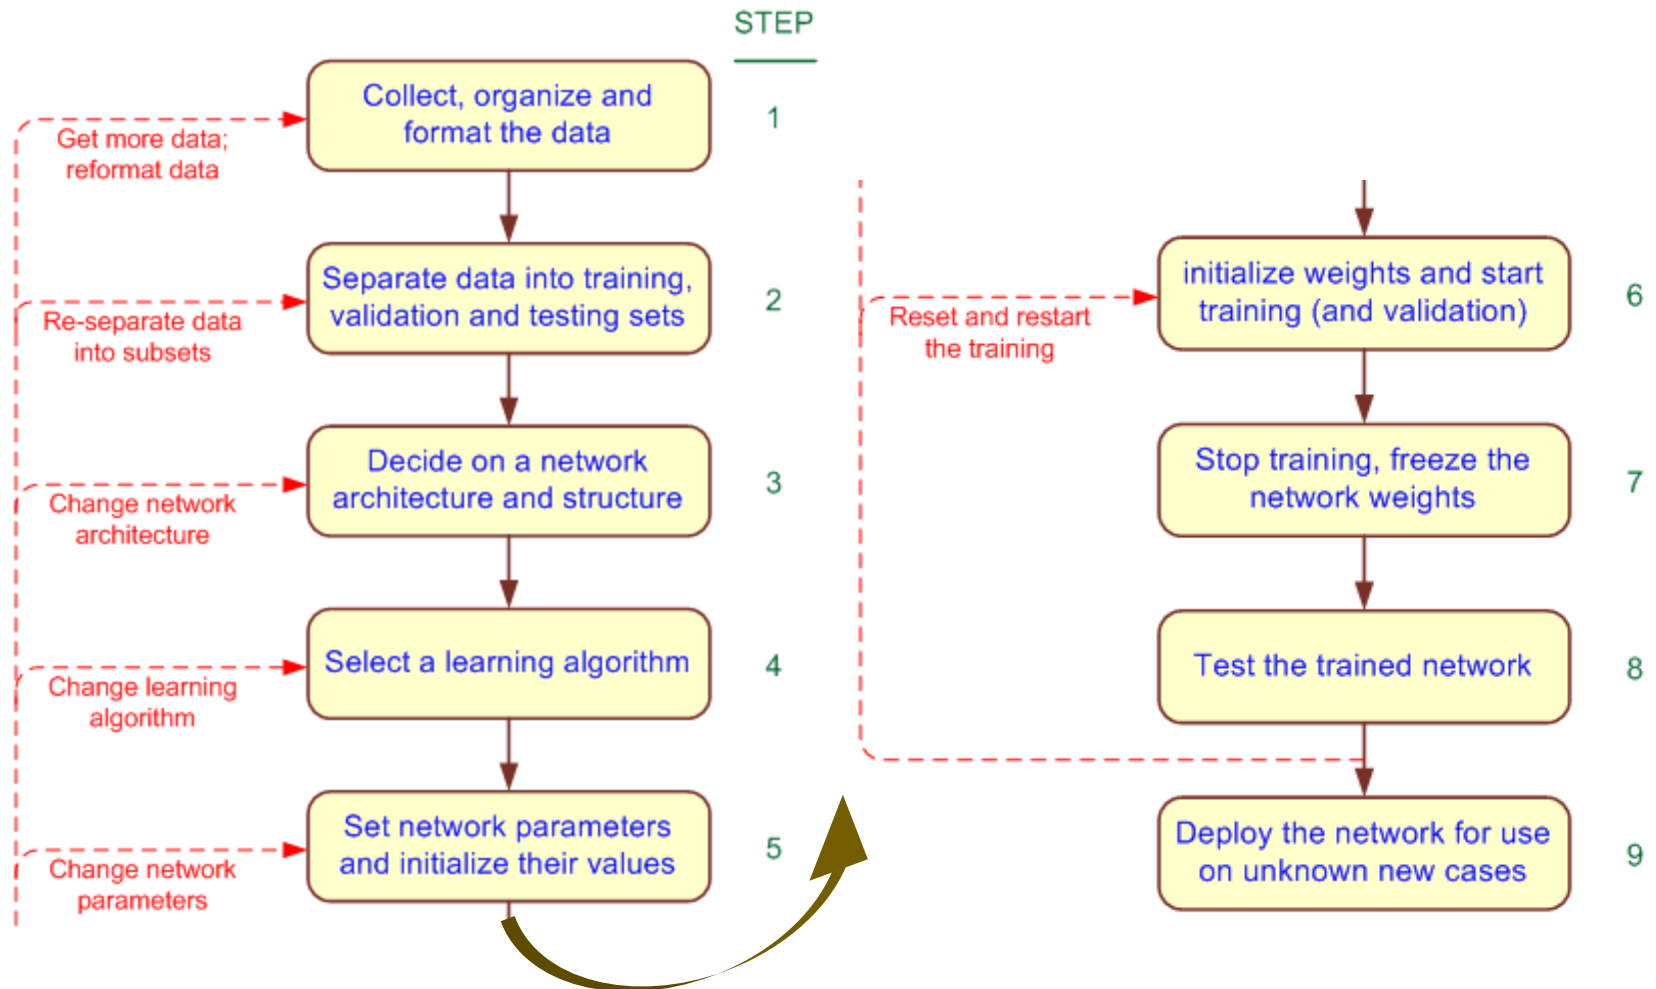 STEP
Collect, organize and
format the data
1
Get more data;
reformat data
Separate data into training,
validation and testing sets
2
Re-separate data
into subsets
Decide on a network
architecture and structure
3
Change network
architecture
Select a learning algorithm
4
Change learning
algorithm
Set network parameters
and initialize their values
5
Change network
parameters
initialize weights and start
training (and validation)
6
Reset and restart
the training
Stop training, freeze the
network weights
7
Test the trained network
8
Deploy the network for use
on unknown new cases
9